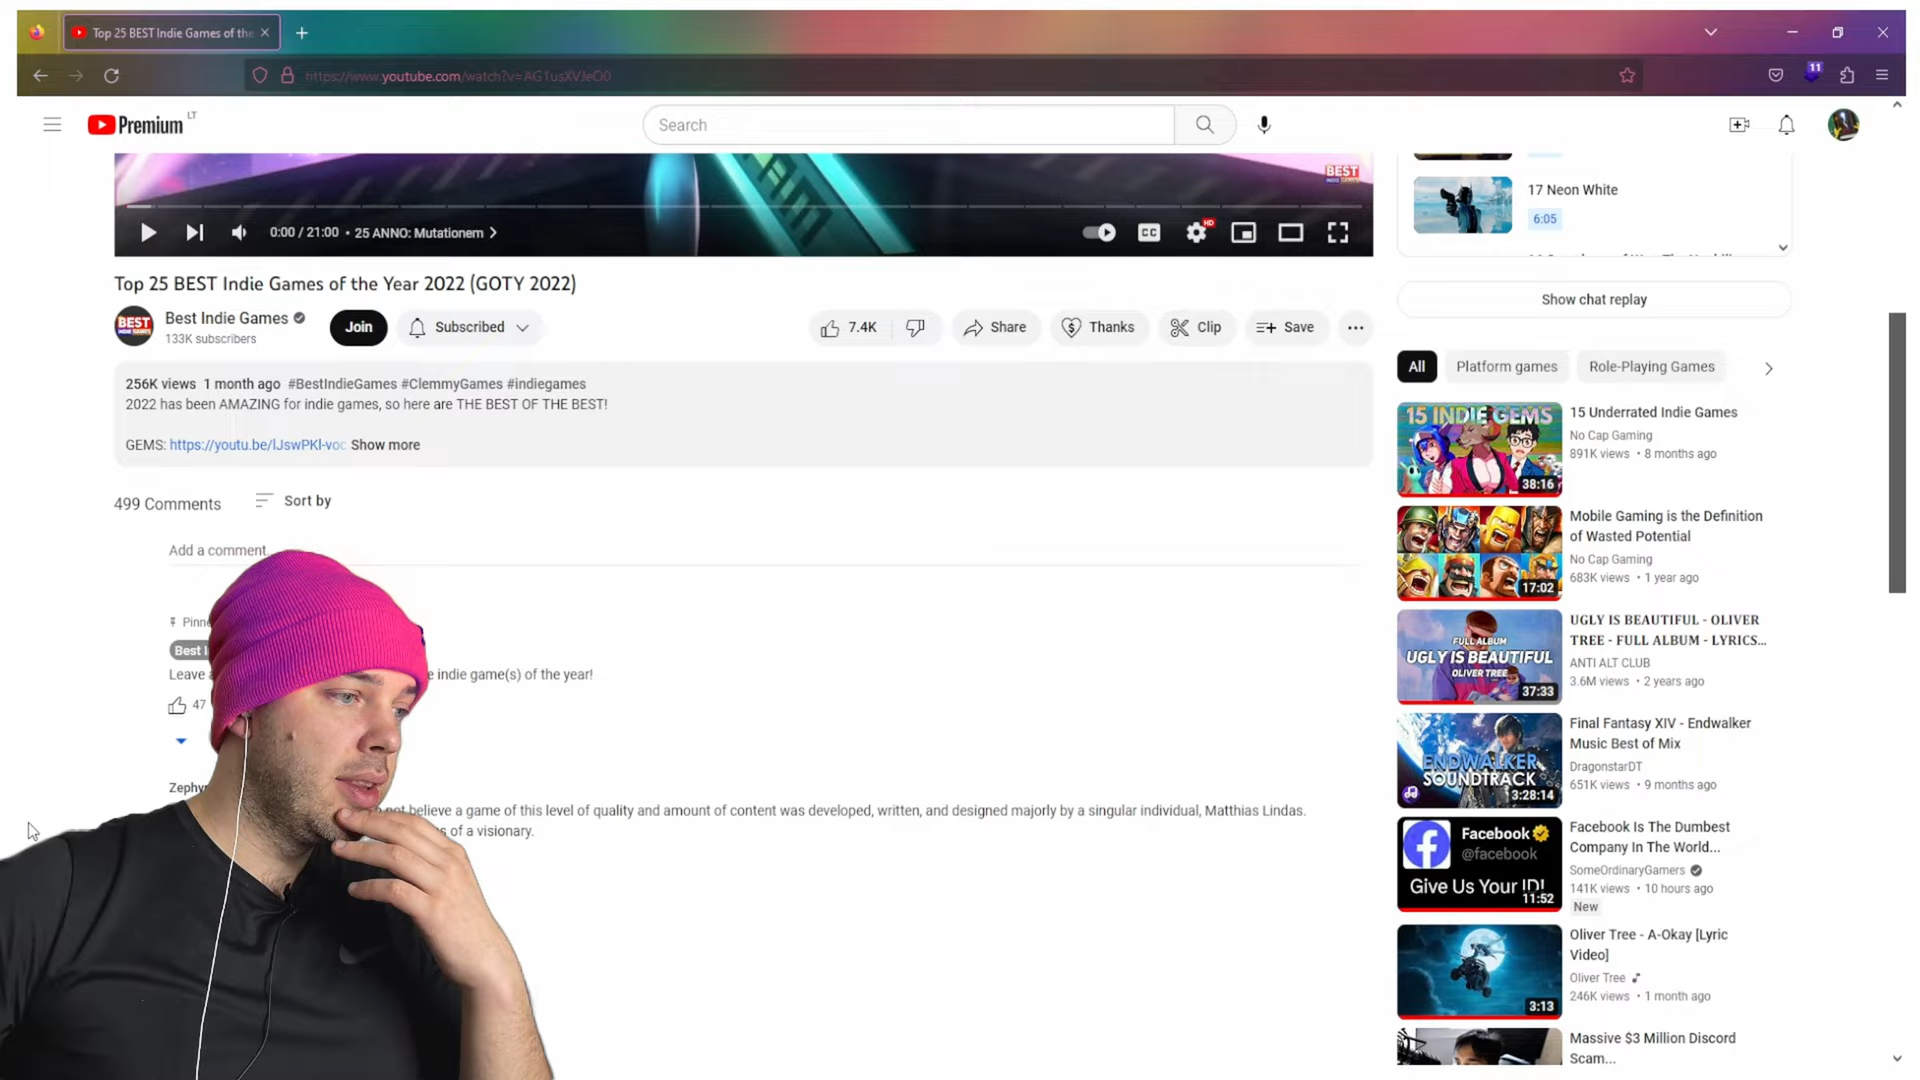 Top 25 BEST Indie Games of the
https://www.youtube.com/watch?v=AG1usXVJeO0
11
Premium LT
Search
BEST
INDIE GAMES
0:00 / 21:00 • 25 ANNO: Mutationem
CC
HD
17 Neon White
6:05
Top 25 BEST Indie Games of the Year 2022 (GOTY 2022)
BEST
Best Indie Games
133K subscribers
Join
Subscribed
7.4K
Share
Thanks
Clip
Save
256K views 1 month ago #BestIndieGames #ClemmyGames #indiegames
2022 has been AMAZING for indie games, so here are THE BEST OF THE BEST!
GEMS: https://youtu.be/lJswPKl-voc Show more
499 Comments
Sort by
Add a comment.
Pinne
Best I
Leave
e indie game(s) of the year!
47
Zephy
not believe a game of this level of quality and amount of content was developed, written, and designed majorly by a singular individual, Matthias Lindas.
s of a visionary.
Show chat replay
All
Platform games
Role-Playing Games
15 INDIE GEMS
38:16
15 Underrated Indie Games
No Cap Gaming
891K views • 8 months ago
17:02
Mobile Gaming is the Definition
of Wasted Potential
No Cap Gaming
683K views • 1 year ago
FULL ALBUM
UGLY IS BEAUTIFUL
OLIVER TREE
37:33
UGLY IS BEAUTIFUL - OLIVER
TREE - FULL ALBUM - LYRICS...
ANTI ALT CLUB
3.6M views • 2 years ago
ENDWALKER
SOUNDTRACK
3:28:14
Final Fantasy XIV - Endwalker
Music Best of Mix
DragonstarDT
651K views • 9 months ago
Facebook
@facebook
Give Us Your ID!
11:52
Facebook Is The Dumbest
Company In The World...
SomeOrdinaryGamers
141K views • 10 hours ago
New
3:13
Oliver Tree - A-Okay [Lyric
Video]
Oliver Tree
246K views • 1 month ago
Massive $3 Million Discord
Scam...